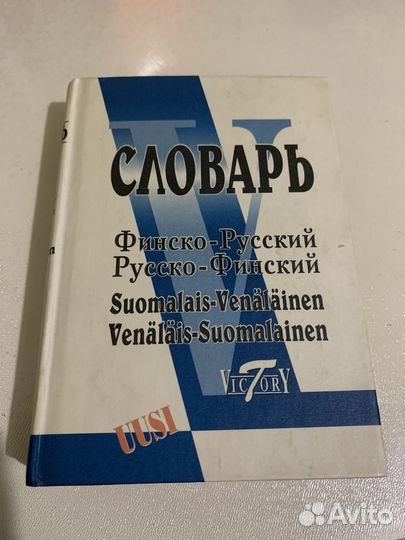 СЛОВАРЬ
Финско-Русский
Русско-Финский
Suomalais-Venäläinen
Venäläis-Suomalainen
VICTORY
UUSI
Avito